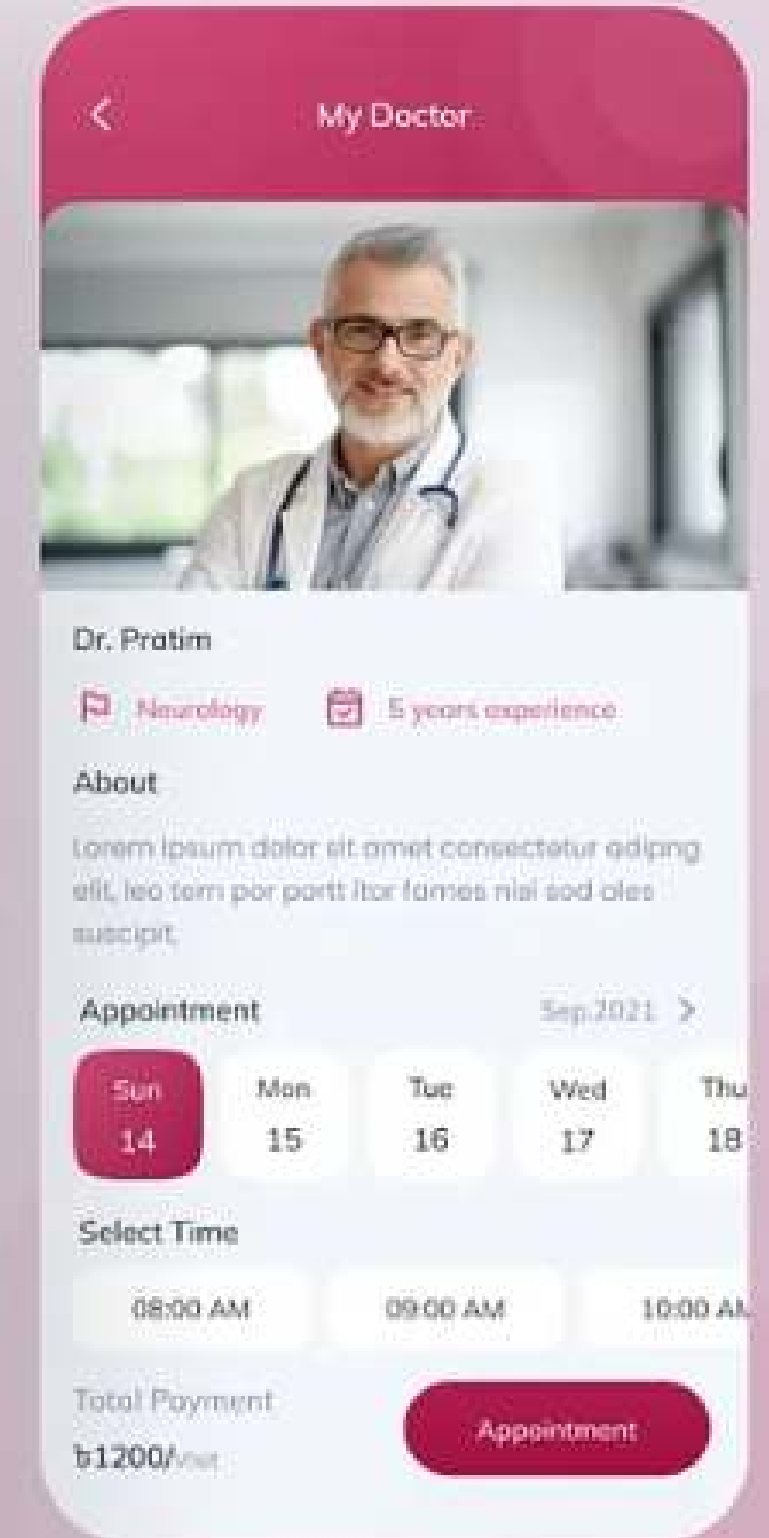 My Doctor
Dr. Pratim
Neurology 5 years experience
About
Lorem ipsum dolor sit amet consectetur adipng
elit, leo tem por portt itor fames nisi sod oles
suscipit,
Appointment Sep,2021
Sun Mon Tue Wed Thu
14 15 16 17 18
Select Time
08:00 AM 09:00 AM 10:00 AM
Total Payment
৳1200/Visit
Appointment